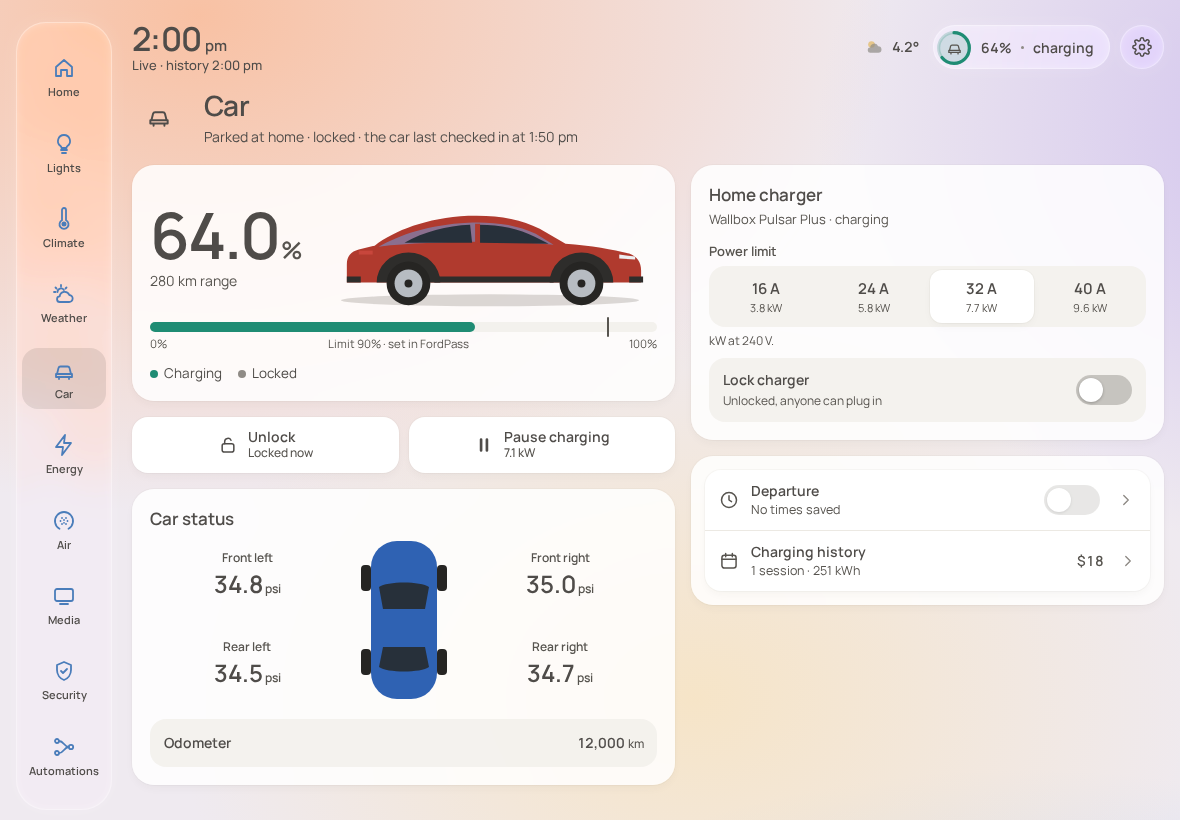 2:00 pm
Live · history 2:00 pm
4.2°
64% · charging
Home
Lights
Climate
Weather
Car
Energy
Air
Media
Security
Automations
Car
Parked at home · locked · the car last checked in at 1:50 pm
64.0%
280 km range
0%
Limit 90% · set in FordPass
100%
Charging
Locked
Unlock
Locked now
Pause charging
7.1 kW
Car status
Front left
34.8 psi
Front right
35.0 psi
Rear left
34.5 psi
Rear right
34.7 psi
Odometer
12,000 km
Home charger
Wallbox Pulsar Plus · charging
Power limit
16 A
3.8 kW
24 A
5.8 kW
32 A
7.7 kW
40 A
9.6 kW
kW at 240 V.
Lock charger
Unlocked, anyone can plug in
Departure
No times saved
Charging history
1 session · 251 kWh
$18